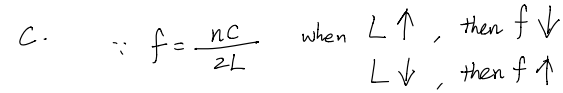 C. ∵ f = nC / 2L when L ↑, then f ↓
L ↓, then f ↑